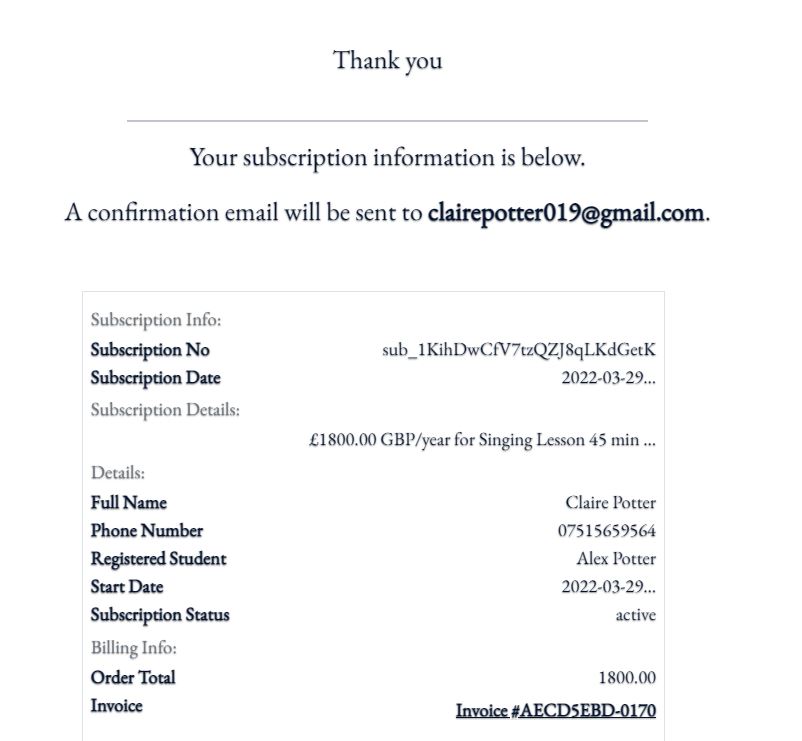 Thank you
Your subscription information is below.
A confirmation email will be sent to clairepotter019@gmail.com.
Subscription Info:
Subscription No sub_1KihDwCfV7tzQZJ8qLKdGetK
Subscription Date 2022-03-29...
Subscription Details:
£1800.00 GBP/year for Singing Lesson 45 min ...
Details:
Full Name Claire Potter
Phone Number 07515659564
Registered Student Alex Potter
Start Date 2022-03-29...
Subscription Status active
Billing Info:
Order Total 1800.00
Invoice Invoice #AECD5EBD-0170